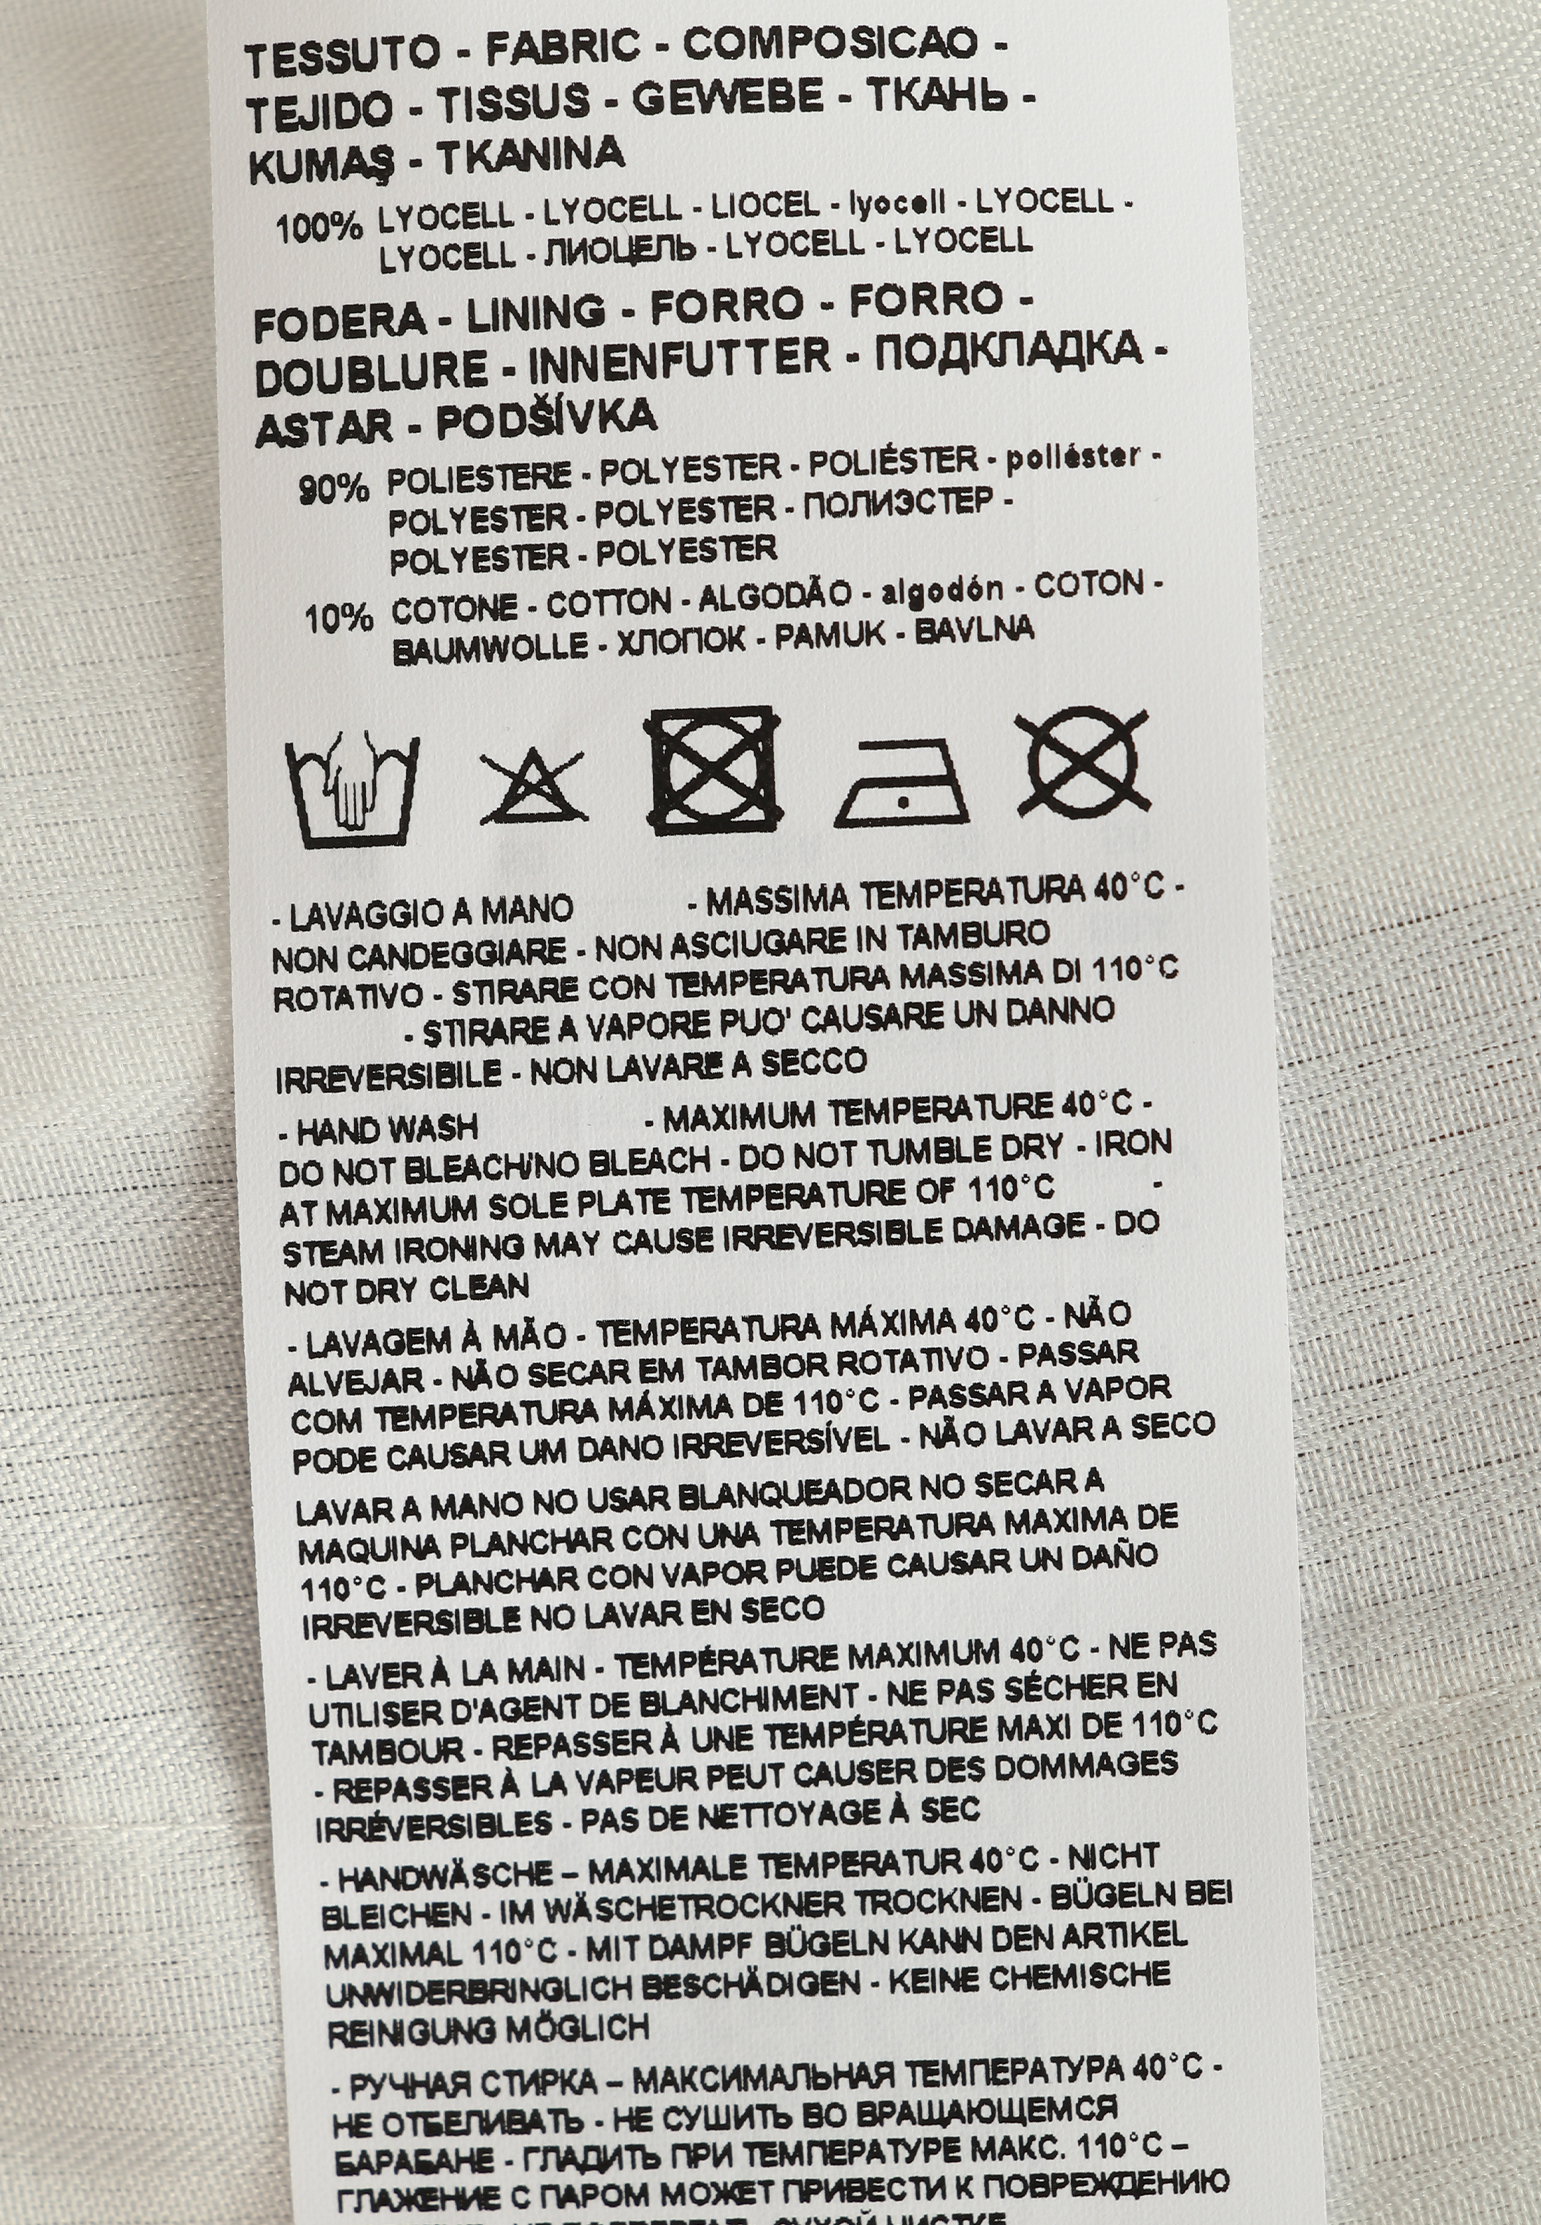 TESSUTO - FABRIC - COMPOSICAO -
TEJIDO - TISSUS - GEWEBE - ТКАНЬ -
KUMAŞ - TKANINA
100% LYOCELL - LYOCELL - LIOCEL - lyocell - LYOCELL -
LYOCELL - ЛИОЦЕЛЬ - LYOCELL - LYOCELL
FODERA - LINING - FORRO - FORRO -
DOUBLURE - INNENFUTTER - ПОДКЛАДКА -
ASTAR - PODŠÍVKA
90% POLIESTERE - POLYESTER - POLIÉSTER - poliéster -
POLYESTER - POLYESTER - ПОЛИЭСТЕР -
POLYESTER - POLYESTER
10% COTONE - COTTON - ALGODÃO - algodón - COTON -
BAUMWOLLE - ХЛОПОК - PAMUK - BAVLNA
- LAVAGGIO A MANO - MASSIMA TEMPERATURA 40°C -
NON CANDEGGIARE - NON ASCIUGARE IN TAMBURO
ROTATIVO - STIRARE CON TEMPERATURA MASSIMA DI 110°C
- STIRARE A VAPORE PUO' CAUSARE UN DANNO
IRREVERSIBILE - NON LAVARE A SECCO
- HAND WASH - MAXIMUM TEMPERATURE 40°C -
DO NOT BLEACH/NO BLEACH - DO NOT TUMBLE DRY - IRON
AT MAXIMUM SOLE PLATE TEMPERATURE OF 110°C -
STEAM IRONING MAY CAUSE IRREVERSIBLE DAMAGE - DO
NOT DRY CLEAN
- LAVAGEM À MÃO - TEMPERATURA MÁXIMA 40°C - NÃO
ALVEJAR - NÃO SECAR EM TAMBOR ROTATIVO - PASSAR
COM TEMPERATURA MÁXIMA DE 110°C - PASSAR A VAPOR
PODE CAUSAR UM DANO IRREVERSÍVEL - NÃO LAVAR A SECO
LAVAR A MANO NO USAR BLANQUEADOR NO SECAR A
MAQUINA PLANCHAR CON UNA TEMPERATURA MAXIMA DE
110°C - PLANCHAR CON VAPOR PUEDE CAUSAR UN DAÑO
IRREVERSIBLE NO LAVAR EN SECO
- LAVER À LA MAIN - TEMPÉRATURE MAXIMUM 40°C - NE PAS
UTILISER D'AGENT DE BLANCHIMENT - NE PAS SÉCHER EN
TAMBOUR - REPASSER À UNE TEMPÉRATURE MAXI DE 110°C
- REPASSER À LA VAPEUR PEUT CAUSER DES DOMMAGES
IRRÉVERSIBLES - PAS DE NETTOYAGE À SEC
- HANDWÄSCHE – MAXIMALE TEMPERATUR 40°C - NICHT
BLEICHEN - IM WÄSCHETROCKNER TROCKNEN - BÜGELN BEI
MAXIMAL 110°C - MIT DAMPF BÜGELN KANN DEN ARTIKEL
UNWIDERBRINGLICH BESCHÄDIGEN - KEINE CHEMISCHE
REINIGUNG MÖGLICH
- РУЧНАЯ СТИРКА – МАКСИМАЛЬНАЯ ТЕМПЕРАТУРА 40°C -
НЕ ОТБЕЛИВАТЬ - НЕ СУШИТЬ ВО ВРАЩАЮЩЕМСЯ
БАРАБАНЕ - ГЛАДИТЬ ПРИ ТЕМПЕРАТУРЕ МАКС. 110°C –
ГЛАЖЕНИЕ С ПАРОМ МОЖЕТ ПРИВЕСТИ К ПОВРЕЖДЕНИЮ
СУХОЙ ЧИСТКЕ